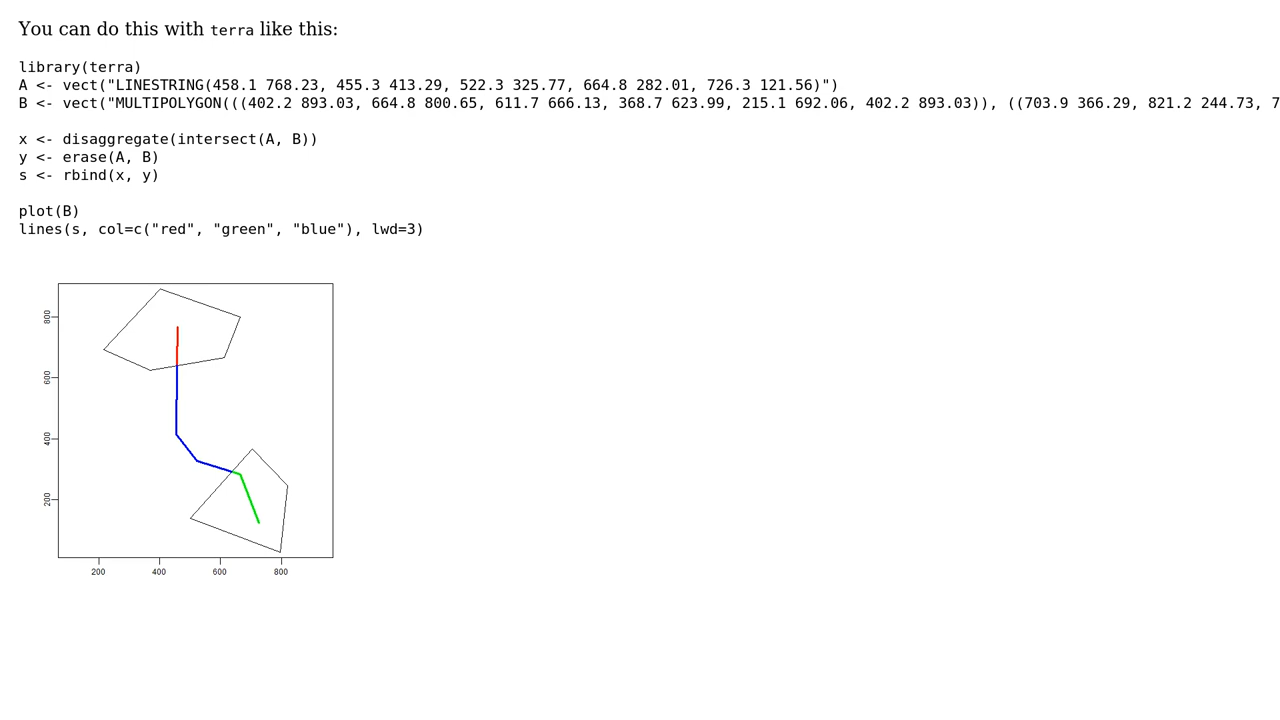 You can do this with terra like this:
library(terra)
A <- vect("LINESTRING(458.1 768.23, 455.3 413.29, 522.3 325.77, 664.8 282.01, 726.3 121.56)")
B <- vect("MULTIPOLYGON(((402.2 893.03, 664.8 800.65, 611.7 666.13, 368.7 623.99, 215.1 692.06, 402.2 893.03)), ((703.9 366.29, 821.2 244.73, 7
x <- disaggregate(intersect(A, B))
y <- erase(A, B)
s <- rbind(x, y)
plot(B)
lines(s, col=c("red", "green", "blue"), lwd=3)
800
600
400
200
200 400 600 800